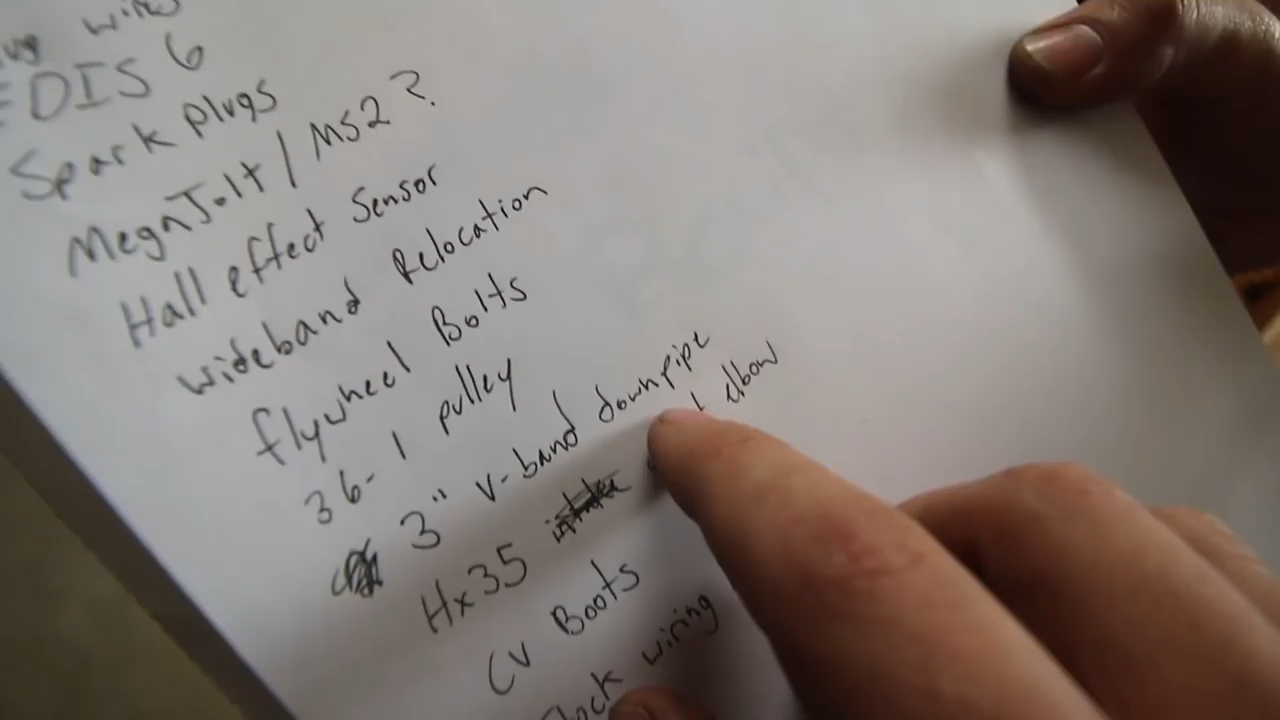 EDIS 6
Spark plugs
MegaJolt / MS2?
Hall effect Sensor
wideband Relocation
flywheel Bolts
36-1 pulley
3" V-band downpipe
Hx35 elbow
CV Boots
wiring